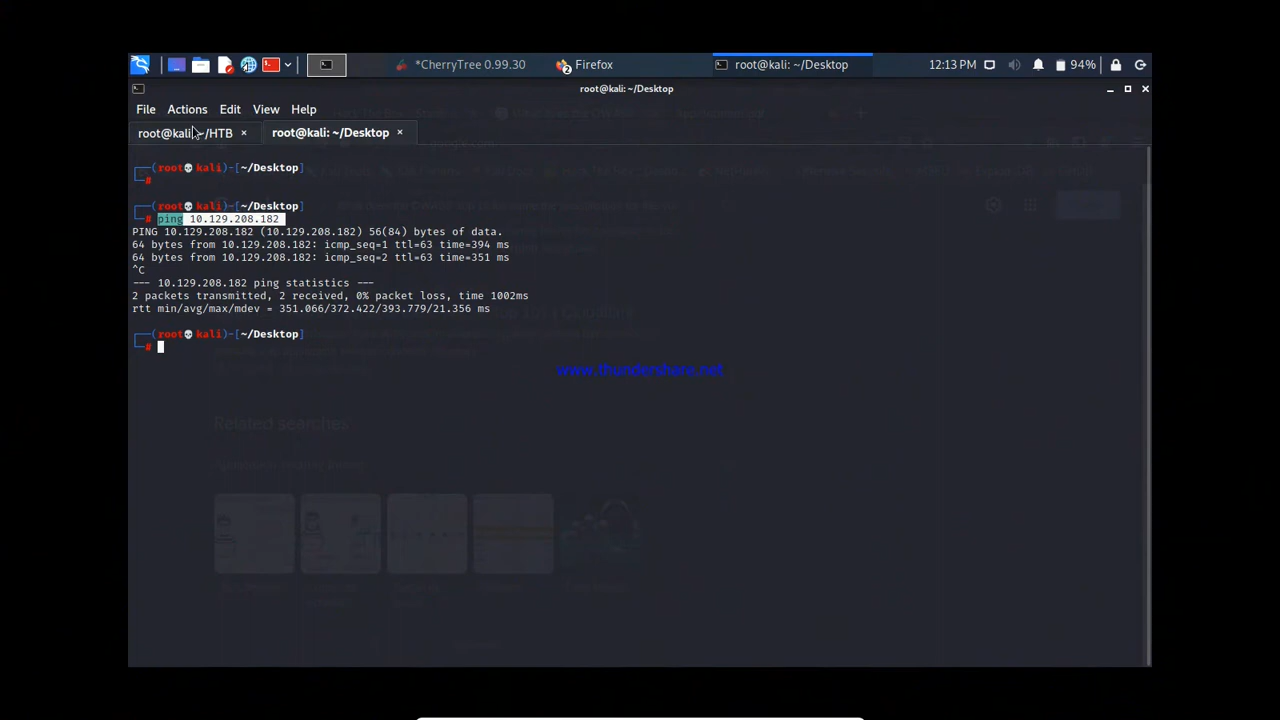 *CherryTree 0.99.30
Firefox
root@kali: ~/Desktop
12:13 PM
94%
root@kali: ~/Desktop
File Actions Edit View Help
root@kali: ~/HTB ×
root@kali: ~/Desktop ×
┌──(root💀kali)-[~/Desktop]
└─#
┌──(root💀kali)-[~/Desktop]
└─# ping 10.129.208.182
PING 10.129.208.182 (10.129.208.182) 56(84) bytes of data.
64 bytes from 10.129.208.182: icmp_seq=1 ttl=63 time=394 ms
64 bytes from 10.129.208.182: icmp_seq=2 ttl=63 time=351 ms
^C
--- 10.129.208.182 ping statistics ---
2 packets transmitted, 2 received, 0% packet loss, time 1002ms
rtt min/avg/max/mdev = 351.066/372.422/393.779/21.356 ms
┌──(root💀kali)-[~/Desktop]
└─#
www.thundershare.net
Related searches